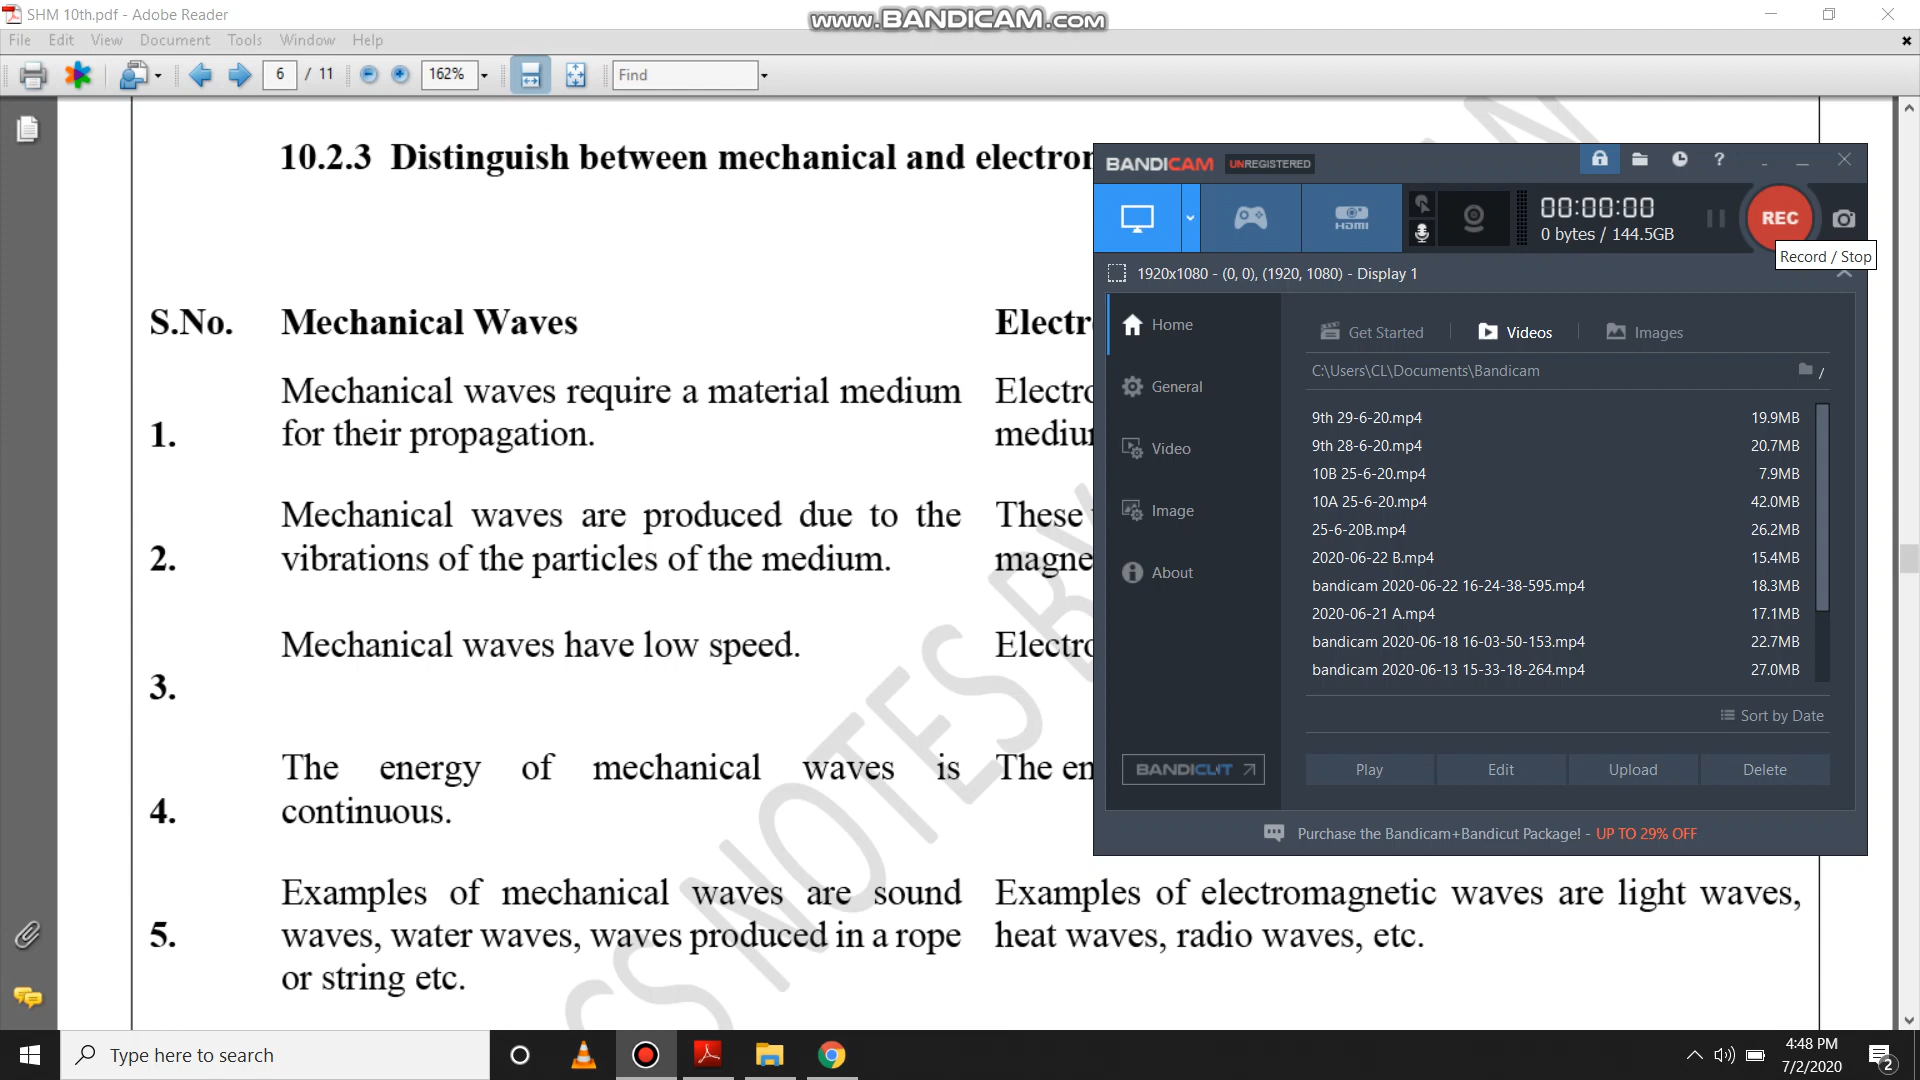 SHM 10th.pdf - Adobe Reader
www.BANDICAM.com
File Edit View Document Tools Window Help
6 / 11 162% Find
10.2.3 Distinguish between mechanical and electron
S.No. Mechanical Waves Electr
1. Mechanical waves require a material medium
for their propagation.
Electro
mediun
2. Mechanical waves are produced due to the
vibrations of the particles of the medium.
These
magne
3. Mechanical waves have low speed.
Electro
4. The energy of mechanical waves is
continuous.
The en
5. Examples of mechanical waves are sound
waves, water waves, waves produced in a rope
or string etc.
Examples of electromagnetic waves are light waves,
heat waves, radio waves, etc.
CS NOTES BY
AN
BANDICAM UNREGISTERED
?
HDMI
00:00:00
0 bytes / 144.5GB
REC
Record / Stop
1920x1080 - (0, 0), (1920, 1080) - Display 1
Home
General
Video
Image
About
BANDICUT
Get Started Videos Images
C:\Users\CL\Documents\Bandicam /
9th 29-6-20.mp4 19.9MB
9th 28-6-20.mp4 20.7MB
10B 25-6-20.mp4 7.9MB
10A 25-6-20.mp4 42.0MB
25-6-20B.mp4 26.2MB
2020-06-22 B.mp4 15.4MB
bandicam 2020-06-22 16-24-38-595.mp4 18.3MB
2020-06-21 A.mp4 17.1MB
bandicam 2020-06-18 16-03-50-153.mp4 22.7MB
bandicam 2020-06-13 15-33-18-264.mp4 27.0MB
Sort by Date
Play Edit Upload Delete
Purchase the Bandicam+Bandicut Package! - UP TO 29% OFF
Type here to search
4:48 PM
7/2/2020
2